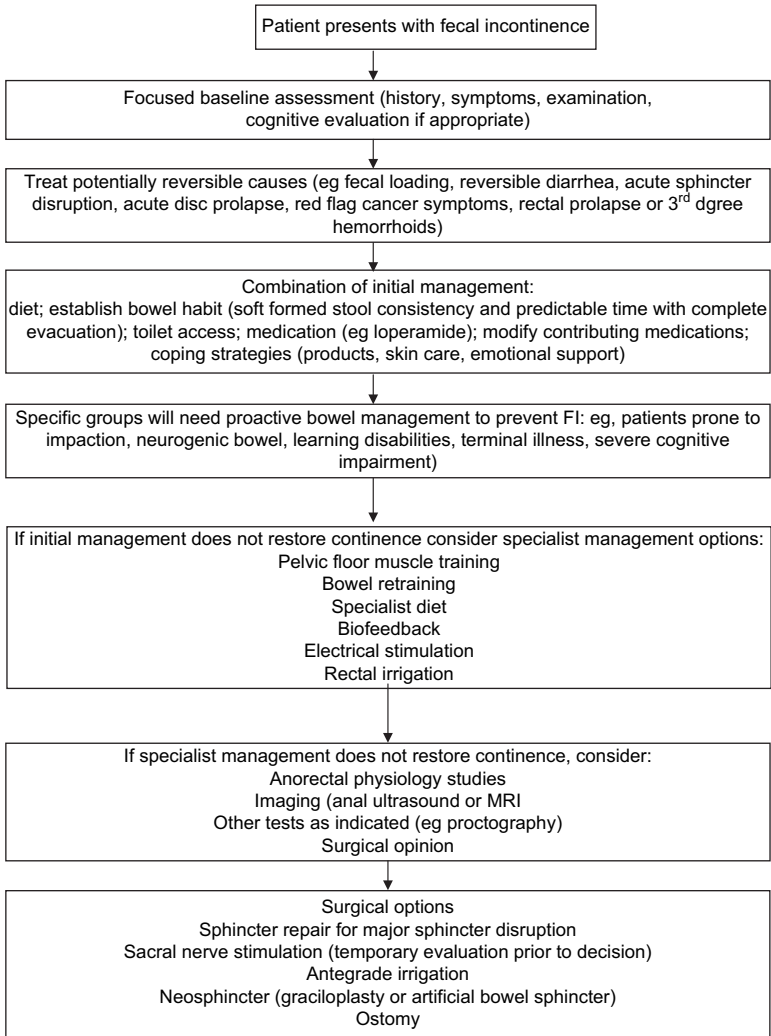 Patient presents with fecal incontinence
Focused baseline assessment (history, symptoms, examination,
cognitive evaluation if appropriate)
Treat potentially reversible causes (eg fecal loading, reversible diarrhea, acute sphincter
disruption, acute disc prolapse, red flag cancer symptoms, rectal prolapse or 3rd dgree
hemorrhoids)
Combination of initial management:
diet; establish bowel habit (soft formed stool consistency and predictable time with complete
evacuation); toilet access; medication (eg loperamide); modify contributing medications;
coping strategies (products, skin care, emotional support)
Specific groups will need proactive bowel management to prevent FI: eg, patients prone to
impaction, neurogenic bowel, learning disabilities, terminal illness, severe cognitive
impairment)
If initial management does not restore continence consider specialist management options:
Pelvic floor muscle training
Bowel retraining
Specialist diet
Biofeedback
Electrical stimulation
Rectal irrigation
If specialist management does not restore continence, consider:
Anorectal physiology studies
Imaging (anal ultrasound or MRI
Other tests as indicated (eg proctography)
Surgical opinion
Surgical options
Sphincter repair for major sphincter disruption
Sacral nerve stimulation (temporary evaluation prior to decision)
Antegrade irrigation
Neosphincter (graciloplasty or artificial bowel sphincter)
Ostomy